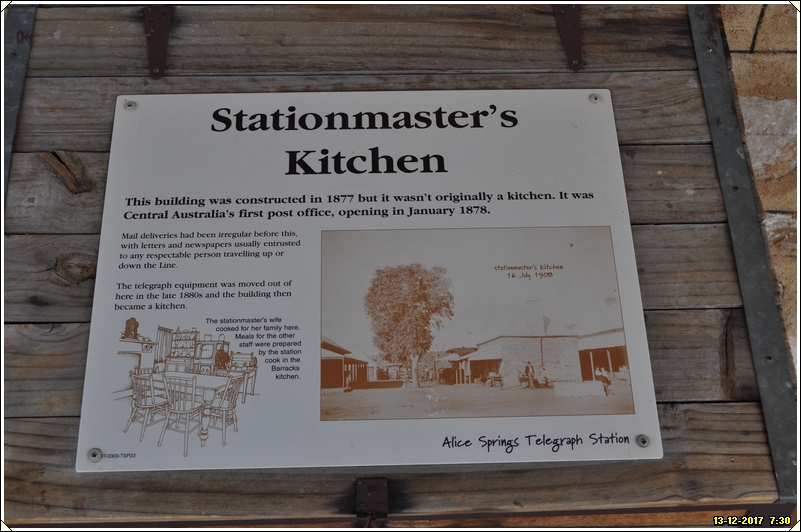 Stationmaster's
Kitchen
This building was constructed in 1877 but it wasn't originally a kitchen. It was
Central Australia's first post office, opening in January 1878.
Mail deliveries had been irregular before this,
with letters and newspapers usually entrusted
to any respectable person travelling up or
down the Line.
The telegraph equipment was moved out of
here in the late 1880s and the building then
became a kitchen.
The stationmaster's wife
cooked for her family here.
Meals for the other
staff were prepared
by the station
cook in the
Barracks
kitchen.
stationmaster's kitchen
16 July 1908
Alice Springs Telegraph Station
13-12-2017 7:30